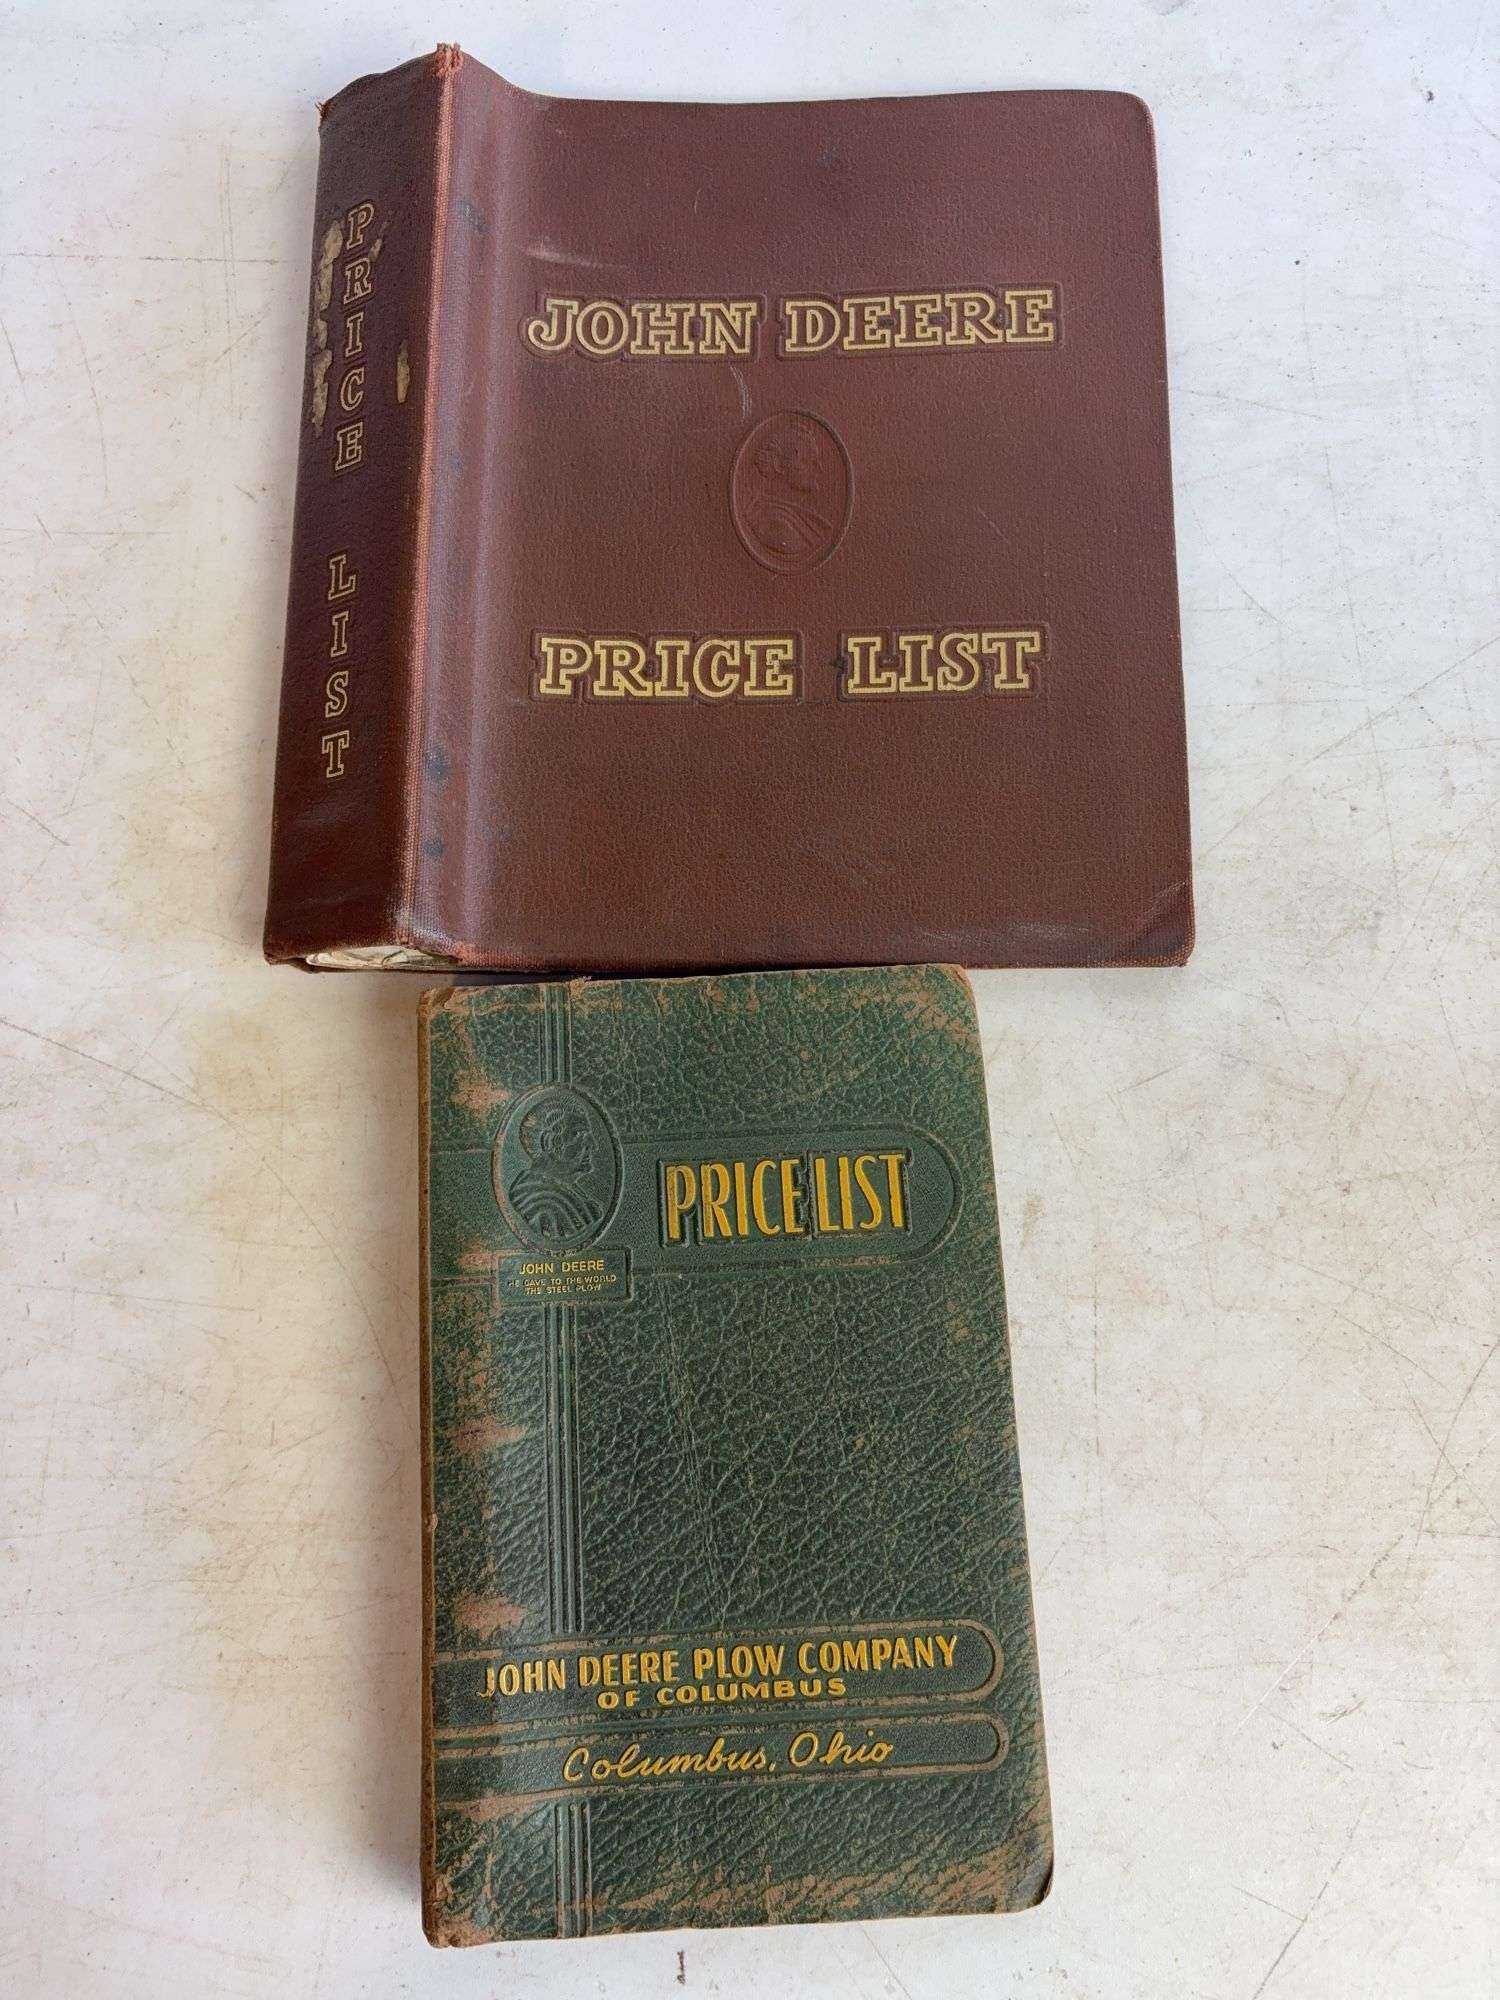 PRICE LIST
JOHN DEERE
PRICE LIST
PRICE LIST
JOHN DEERE
HE GAVE TO THE WORLD
THE STEEL PLOW
JOHN DEERE PLOW COMPANY
OF COLUMBUS
Columbus, Ohio